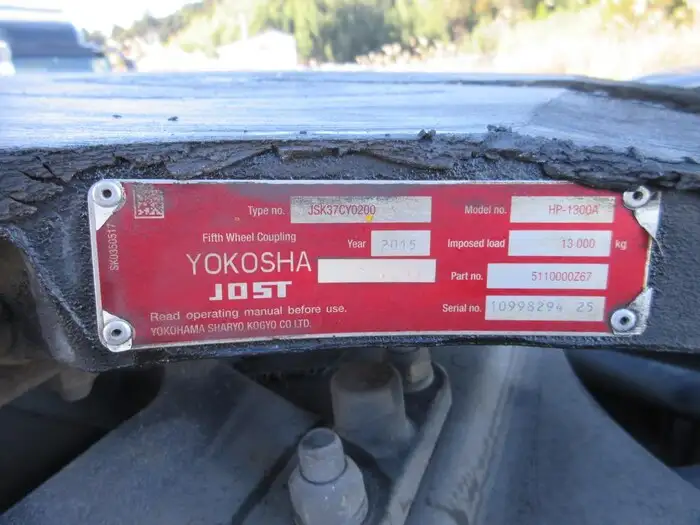 SK0350517
Type no. JSK37CY0200
Model no. HP-1300A
Fifth Wheel Coupling
Year 2015
Imposed load 13 000 kg
YOKOSHA
JOST
Part no. 5110000Z67
Read operating manual before use.
Serial no. 10998294 25
YOKOHAMA SHARYO KOGYO CO LTD.